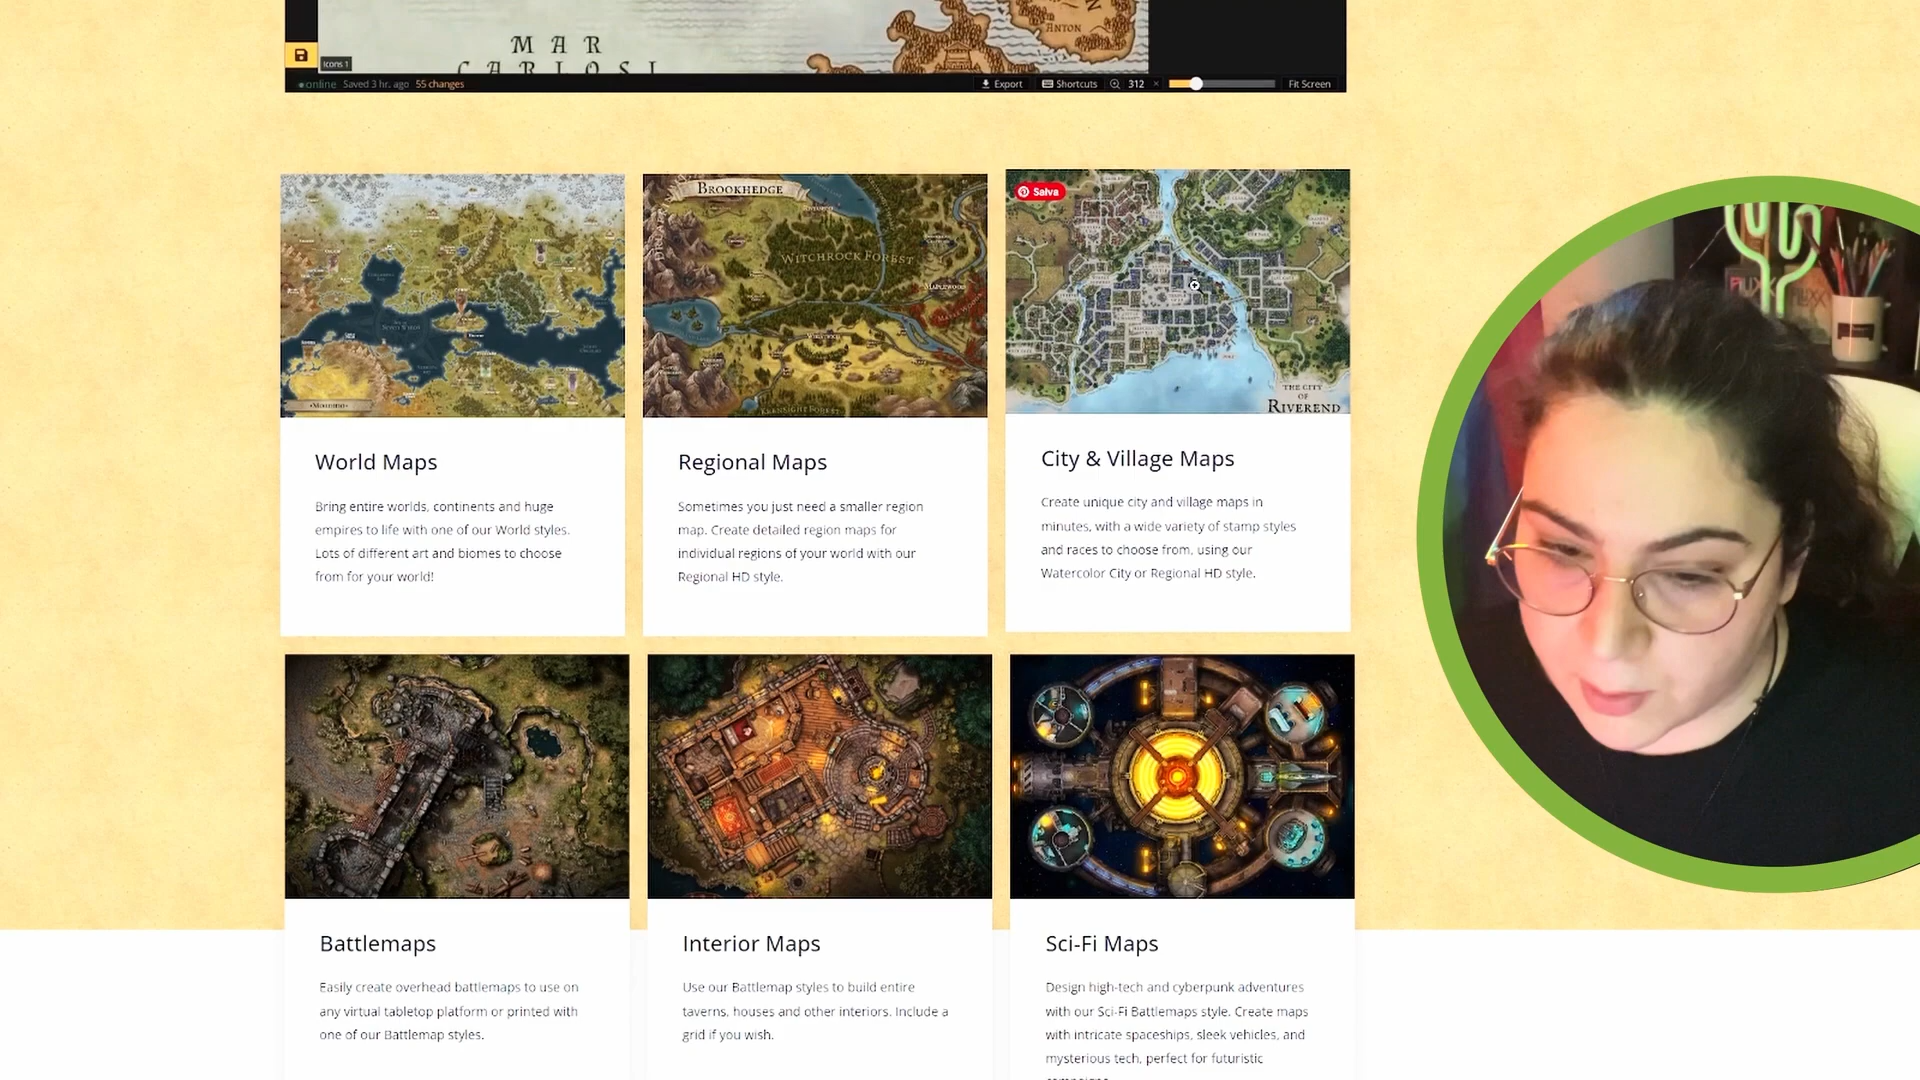 MAR
CARLOSI
ANTON
Icons 1
online Saved 3 hr. ago 55 changes
Export Shortcuts 312 × Fit Screen
BROOKHEDGE
WITCHROCK FOREST
MAPLEWOOD
EVENSIGHT FOREST
Salva
THE CITY
OF
RIVEREND
World Maps
Bring entire worlds, continents and huge
empires to life with one of our World styles.
Lots of different art and biomes to choose
from for your world!
Regional Maps
Sometimes you just need a smaller region
map. Create detailed region maps for
individual regions of your world with our
Regional HD style.
City & Village Maps
Create unique city and village maps in
minutes, with a wide variety of stamp styles
and races to choose from, using our
Watercolor City or Regional HD style.
Battlemaps
Easily create overhead battlemaps to use on
any virtual tabletop platform or printed with
one of our Battlemap styles.
Interior Maps
Use our Battlemap styles to build entire
taverns, houses and other interiors. Include a
grid if you wish.
Sci-Fi Maps
Design high-tech and cyberpunk adventures
with our Sci-Fi Battlemaps style. Create maps
with intricate spaceships, sleek vehicles, and
mysterious tech, perfect for futuristic